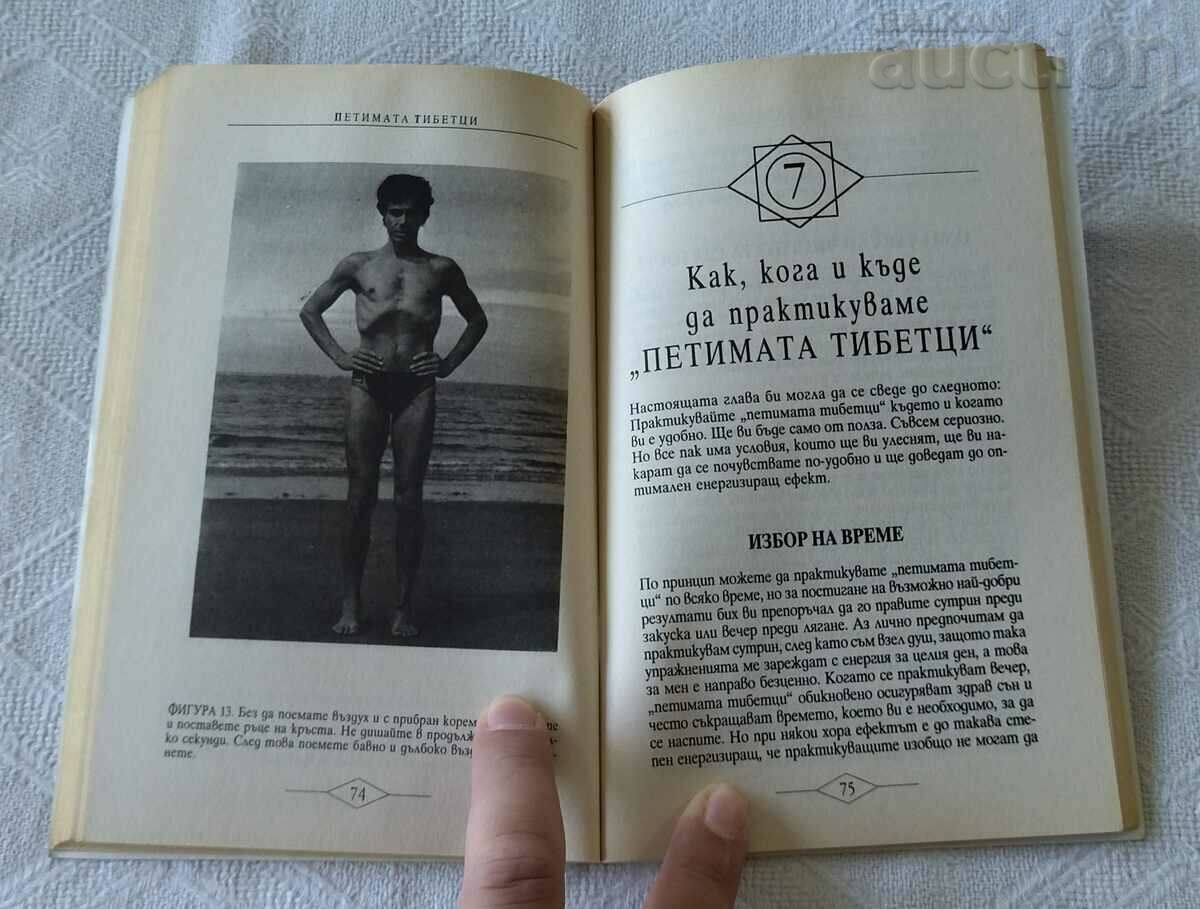 ПЕТИМАТА ТИБЕТЦИ
ФИГУРА 13. Без да поемате въздух и с прибран корем
и поставете ръце на кръста. Не дишайте в
ко секунди. След това поемете бавно и дълбоко
нете.
74
7
Как, кога и къде
да практикуваме
„ПЕТИМАТА ТИБЕТЦИ“
Настоящата глава би могла да се сведе до следното:
Практикувайте „петимата тибетци“ където и когато
ви е удобно. Ще ви бъде само от полза. Съвсем сериозно.
Но все пак има условия, които ще ви улеснят, ще ви на-
карат да се почувствате по-удобно и ще доведат до оп-
тимален енергизиращ ефект.
ИЗБОР НА ВРЕМЕ
По принцип можете да практикувате „петимата тибет-
ци“ по всяко време, но за постигане на възможно най-добри
резултати бих ви препоръчал да го правите сутрин преди
закуска или вечер преди лягане. Аз лично предпочитам да
практикувам сутрин, след като съм взел душ, защото така
упражненията ме зареждат с енергия за целия ден, а това
за мен е направо безценно. Когато се практикуват вечер,
„петимата тибетци“ обикновено осигуряват здрав сън и
често съкращават времето, което ви е необходимо, за да
се наспите. Но при някои хора ефектът е до такава сте-
пен енергизиращ, че практикуващите изобщо не могат да
75
BALKAN
auction